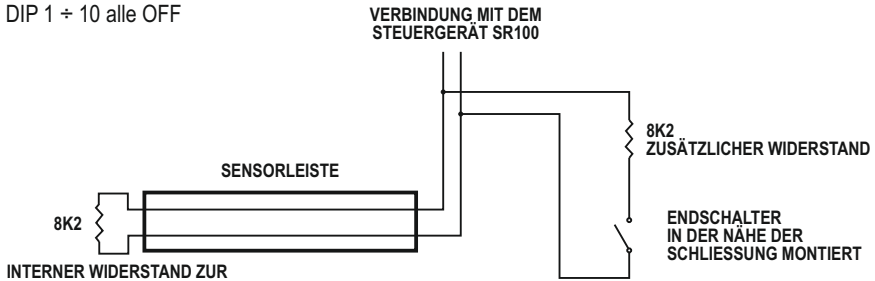 DIP 1 ÷ 10 alle OFF
VERBINDUNG MIT DEM
STEUERGERÄT SR100
8K2
ZUSÄTZLICHER WIDERSTAND
SENSORLEISTE
8K2
ENDSCHALTER
IN DER NÄHE DER
SCHLIESSUNG MONTIERT
INTERNER WIDERSTAND ZUR